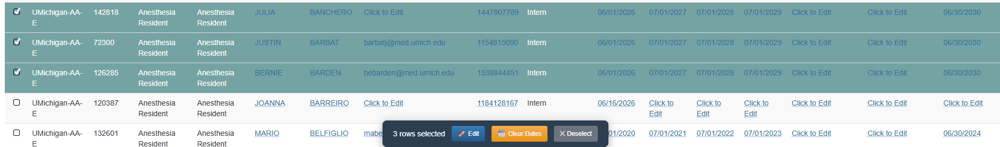 UMichigan-AA-E 142818 Anesthesia Resident Anesthesia Resident JULIA BANCHERO Click to Edit 1447807789 Intern 06/01/2026 07/01/2027 07/01/2028 07/01/2029 Click to Edit Click to Edit 06/30/2030
UMichigan-AA-E 72300 Anesthesia Resident Anesthesia Resident JUSTIN BARBAT barbatj@med.umich.edu 1154815090 Intern 06/01/2026 07/01/2027 07/01/2028 07/01/2029 Click to Edit Click to Edit 06/30/2030
UMichigan-AA-E 126285 Anesthesia Resident Anesthesia Resident BERNIE BARDEN bebarden@med.umich.edu 1538844451 Intern 06/01/2026 07/01/2027 07/01/2028 07/01/2029 Click to Edit Click to Edit 06/30/2030
UMichigan-AA-E 120387 Anesthesia Resident Anesthesia Resident JOANNA BARREIRO Click to Edit 1184128167 Intern 06/16/2026 Click to Edit Click to Edit Click to Edit Click to Edit Click to Edit Click to Edit
UMichigan-AA-E 132601 Anesthesia Resident Anesthesia Resident MARIO BELFIGLIO mabe 01/2020 07/01/2021 07/01/2022 07/01/2023 Click to Edit Click to Edit 06/30/2024
3 rows selected Edit Clear Dates Deselect